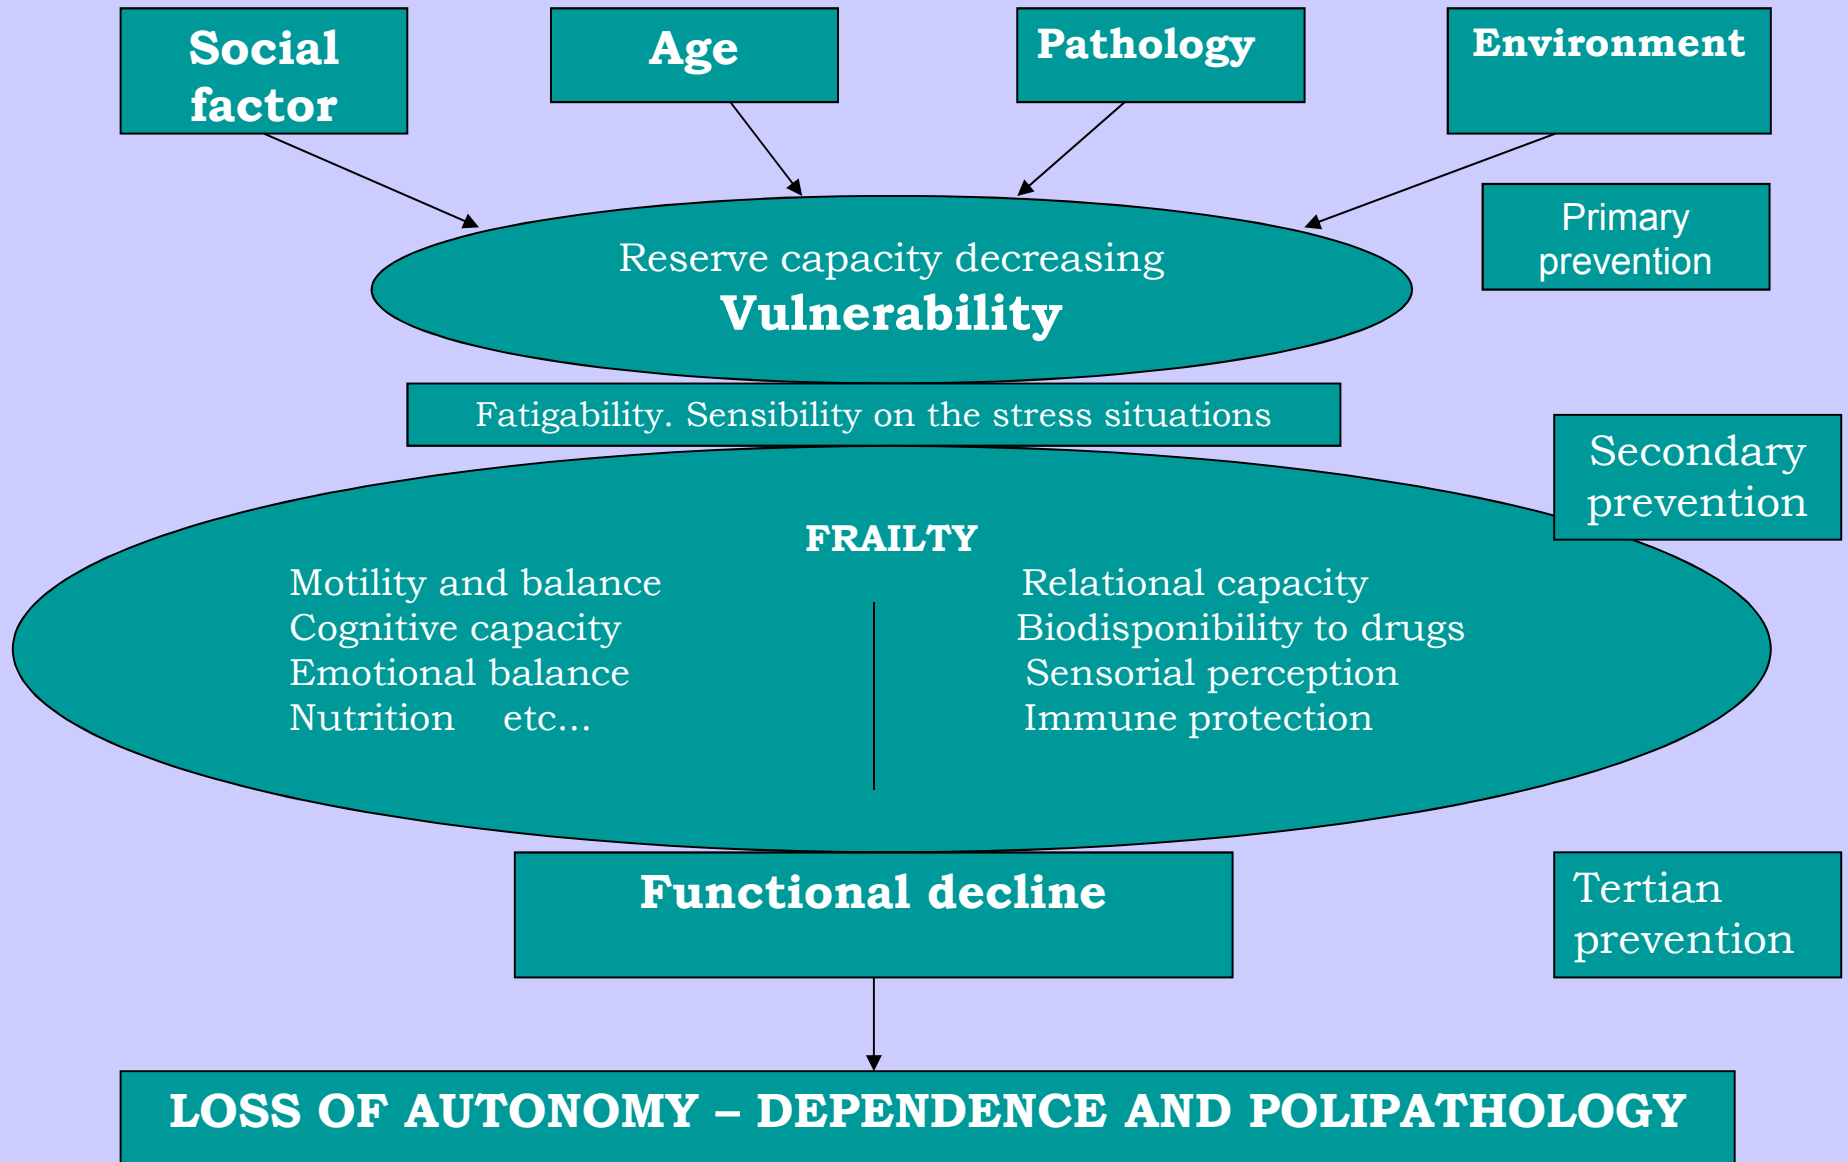 Social
factor
Age
Pathology
Environment
Primary
prevention
Reserve capacity decreasing
Vulnerability
Fatigability. Sensibility on the stress situations
Secondary
prevention
FRAILTY
Motility and balance
Cognitive capacity
Emotional balance
Nutrition etc...
Relational capacity
Biodisponibility to drugs
Sensorial perception
Immune protection
Functional decline
Tertian
prevention
LOSS OF AUTONOMY – DEPENDENCE AND POLIPATHOLOGY